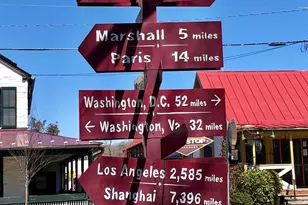 Marshall 5 miles
Paris 14 miles
Washington, D.C. 52 miles →
← Washington, Va. 32 miles
Los Angeles 2,585 miles
Shanghai 7,396 miles